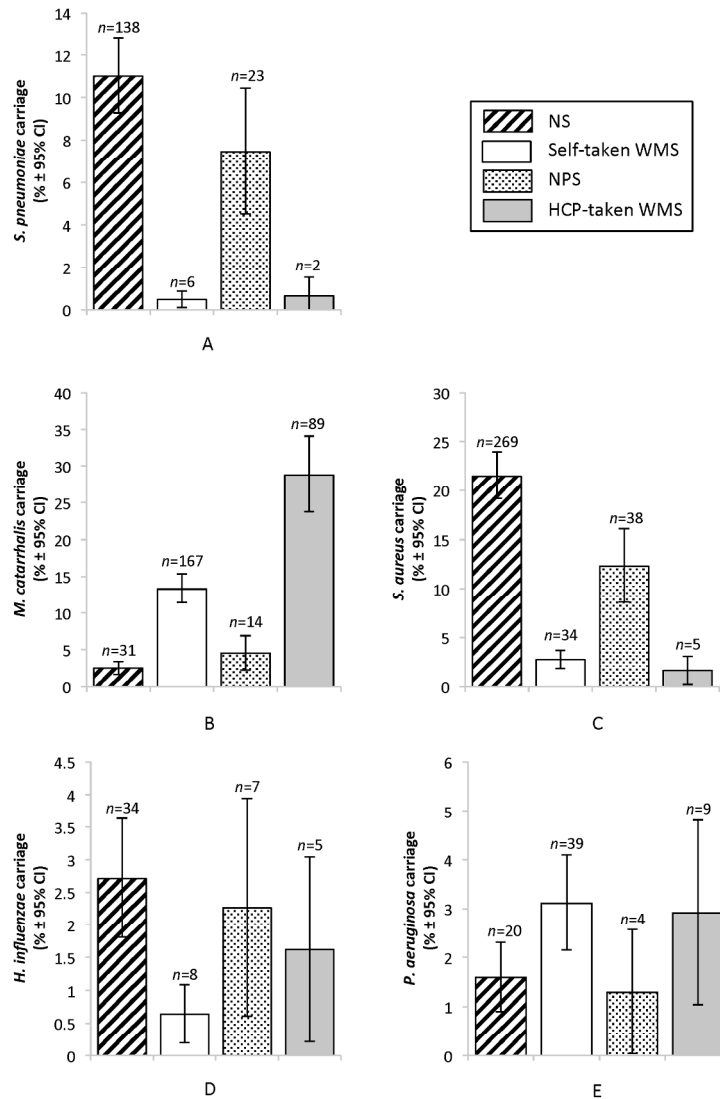 S. pneumoniae carriage
(% ± 95% CI)
14
12
10
8
6
4
2
0
n=138
n=6
n=23
n=2
A
NS
Self-taken WMS
NPS
HCP-taken WMS
M. catarrhalis carriage
(% ± 95% CI)
40
35
30
25
20
15
10
5
0
n=31
n=167
n=14
n=89
B
S. aureus carriage
(% ± 95% CI)
30
25
20
15
10
5
0
n=269
n=34
n=38
n=5
C
H. influenzae carriage
(% ± 95% CI)
4.5
4
3.5
3
2.5
2
1.5
1
0.5
0
n=34
n=8
n=7
n=5
D
P. aeruginosa carriage
(% ± 95% CI)
6
5
4
3
2
1
0
n=20
n=39
n=4
n=9
E